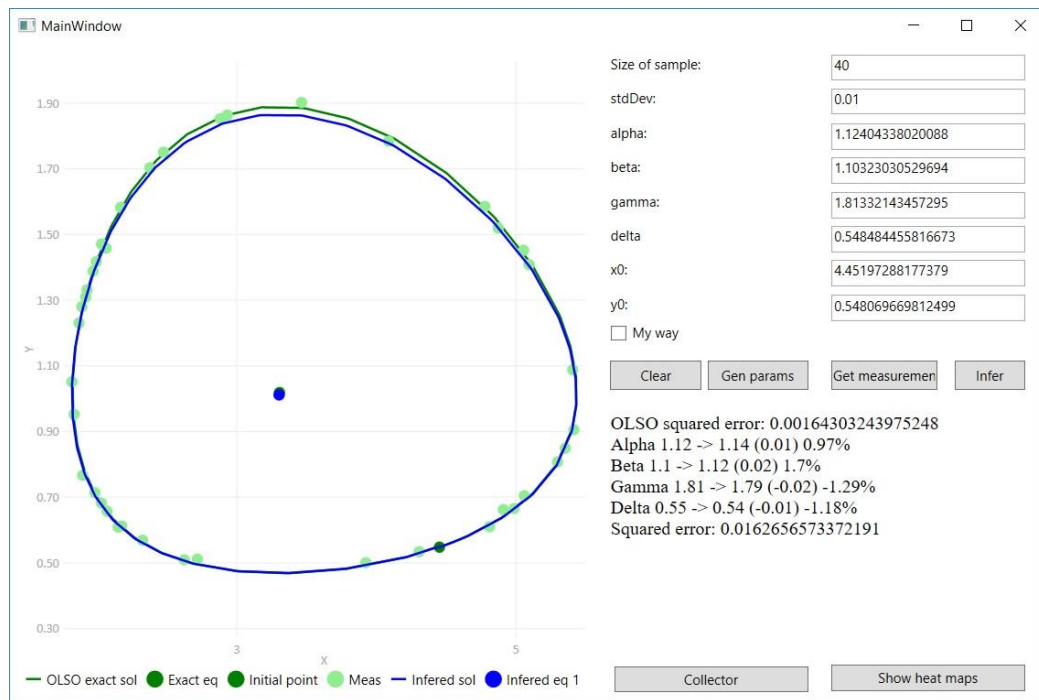 MainWindow
Size of sample: 40
stdDev: 0.01
alpha: 1.12404338020088
beta: 1.10323030529694
gamma: 1.81332143457295
delta 0.548484455816673
x0: 4.45197288177379
y0: 0.548069669812499
My way
Clear Gen params Get measuremen Infer
OLSO squared error: 0.00164303243975248
Alpha 1.12 -> 1.14 (0.01) 0.97%
Beta 1.1 -> 1.12 (0.02) 1.7%
Gamma 1.81 -> 1.79 (-0.02) -1.29%
Delta 0.55 -> 0.54 (-0.01) -1.18%
Squared error: 0.0162656573372191
1.90
1.70
1.50
1.30
1.10
0.90
0.70
0.50
0.30
Y
3 5
X
OLSO exact sol Exact eq Initial point Meas Infered sol Infered eq 1
Collector Show heat maps